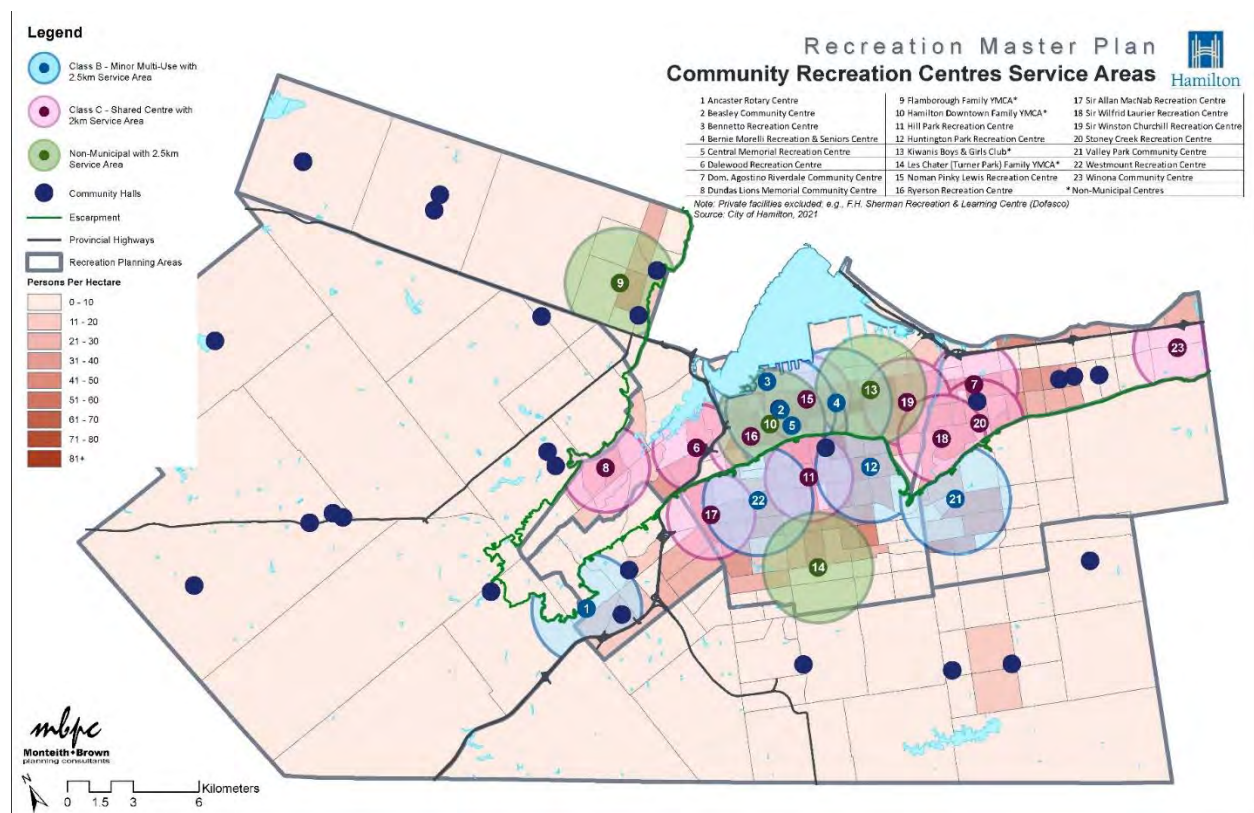 Legend
Class B - Minor Multi-Use with
2.5km Service Area
Class C - Shared Centre with
2km Service Area
Non-Municipal with 2.5km
Service Area
Community Halls
Escarpment
Provincial Highways
Recreation Planning Areas
Persons Per Hectare
0 - 10
11 - 20
21 - 30
31 - 40
41 - 50
51 - 60
61 - 70
71 - 80
81+
Recreation Master Plan
Community Recreation Centres Service Areas
Hamilton
1 Ancaster Rotary Centre
2 Beasley Community Centre
3 Bennetto Recreation Centre
4 Bernie Morelli Recreation & Seniors Centre
5 Central Memorial Recreation Centre
6 Dalewood Recreation Centre
7 Dom. Agostino Riverdale Community Centre
8 Dundas Lions Memorial Community Centre
9 Flamborough Family YMCA*
10 Hamilton Downtown Family YMCA*
11 Hill Park Recreation Centre
12 Huntington Park Recreation Centre
13 Kiwanis Boys & Girls Club*
14 Les Chater (Turner Park) Family YMCA*
15 Noman Pinky Lewis Recreation Centre
16 Ryerson Recreation Centre
17 Sir Allan MacNab Recreation Centre
18 Sir Wilfrid Laurier Recreation Centre
19 Sir Winston Churchill Recreation Centre
20 Stoney Creek Recreation Centre
21 Valley Park Community Centre
22 Westmount Recreation Centre
23 Winona Community Centre
* Non-Municipal Centres
Note: Private facilities excluded; e.g., F.H. Sherman Recreation & Learning Centre (Dofasco)
Source: City of Hamilton, 2021
9
23
3
13
7
15
4
19
2
10
5
20
16
18
6
8
11
12
22
21
17
14
1
mbpc
Monteith+Brown
planning consultants
N
Kilometers
0 1.5 3 6